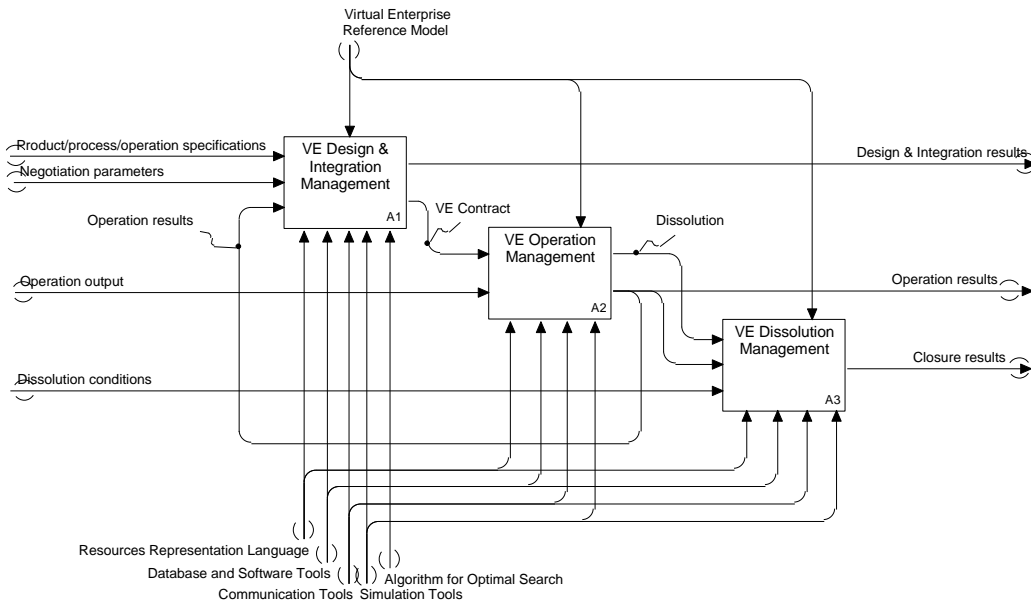 Virtual Enterprise
Reference Model
Product/process/operation specifications
VE Design &
Integration
Management
A1
Design & Integration results
Negotiation parameters
Operation results
VE Contract
VE Operation
Management
A2
Dissolution
Operation output
Operation results
VE Dissolution
Management
A3
Closure results
Dissolution conditions
Resources Representation Language
Database and Software Tools
Algorithm for Optimal Search
Communication Tools
Simulation Tools